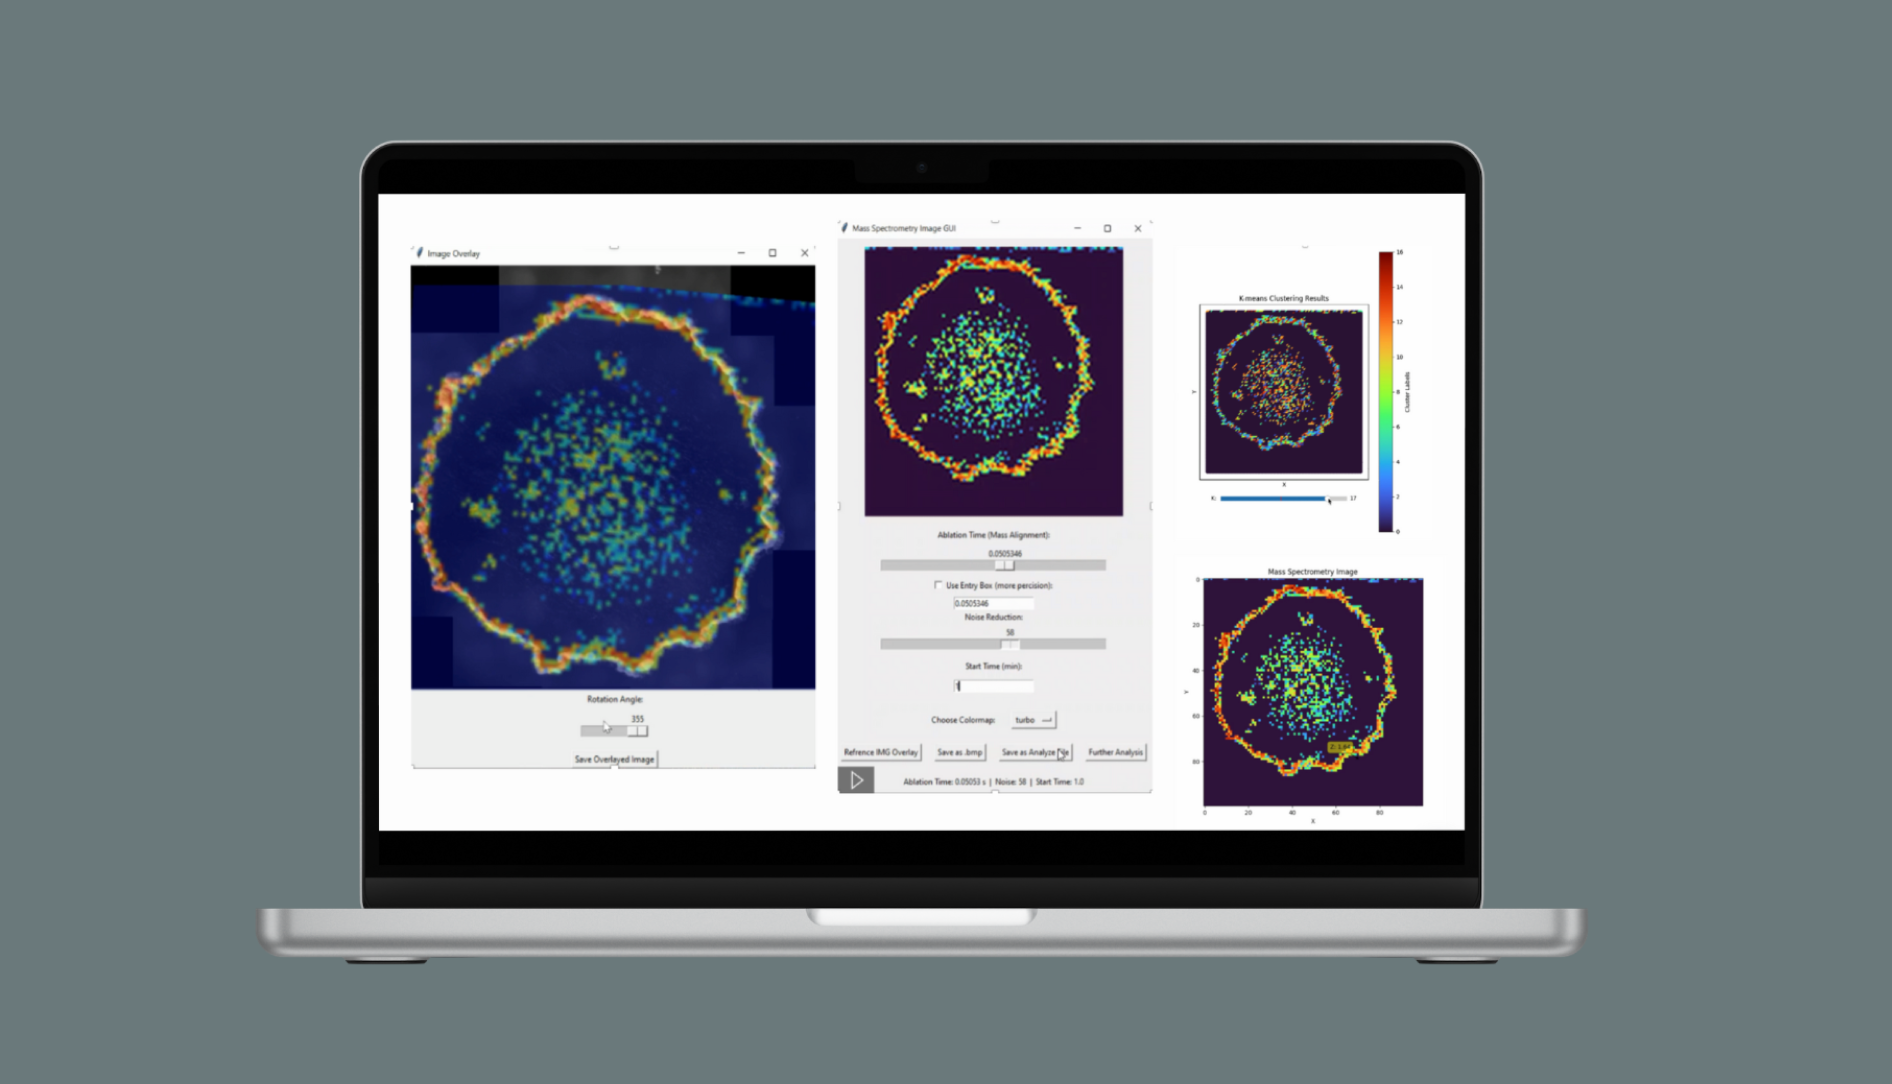 Image Overlay
Rotation Angle:
355
Save Overlayed Image
Mass Spectrometry Image GUI
Ablation Time (Mass Alignment):
0.0505346
Use Entry Box (more percision):
0.0505346
Noise Reduction:
58
Start Time (min):
Choose Colormap: turbo
Refrence IMG Overlay Save as .bmp Save as Analyze Further Analysis
Ablation Time: 0.05053 s | Noise: 58 | Start Time: 1.0
K-means Clustering Results
Y
X
K: 17
16
14
12
10
8
6
4
2
0
Cluster Labels
Mass Spectrometry Image
0
20
40
60
80
Y
0 20 40 60 80
X